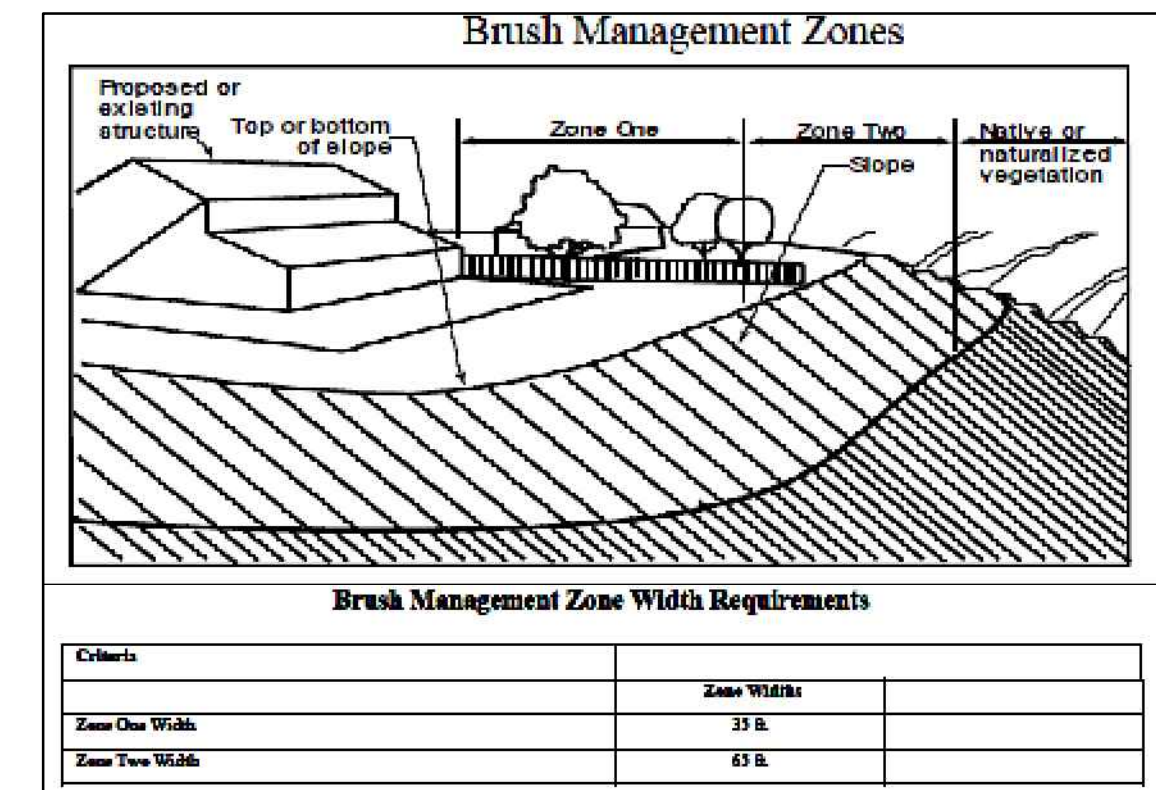 Brush Management Zones
Proposed or
existing
structure
Top or bottom
of slope
Zone One
Zone Two
Native or
naturalized
vegetation
Slope
Brush Management Zone Width Requirements
Criteria
Zone Widths
Zone One Width 35 ft.
Zone Two Width 65 ft.